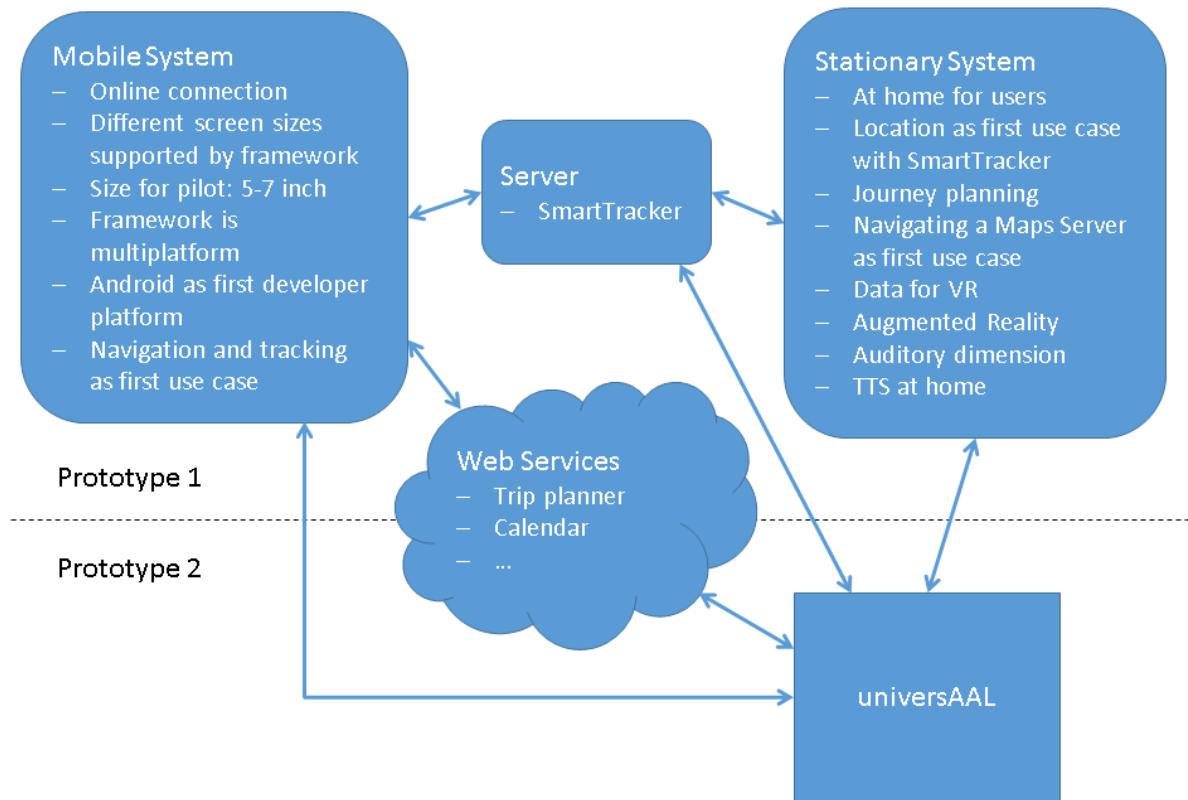 Mobile System
– Online connection
– Different screen sizes
supported by framework
– Size for pilot: 5-7 inch
– Framework is
multiplatform
– Android as first developer
platform
– Navigation and tracking
as first use case
Server
– SmartTracker
Stationary System
– At home for users
– Location as first use case
with SmartTracker
– Journey planning
– Navigating a Maps Server
as first use case
– Data for VR
– Augmented Reality
– Auditory dimension
– TTS at home
Web Services
– Trip planner
– Calendar
– ...
Prototype 1
Prototype 2
universAAL